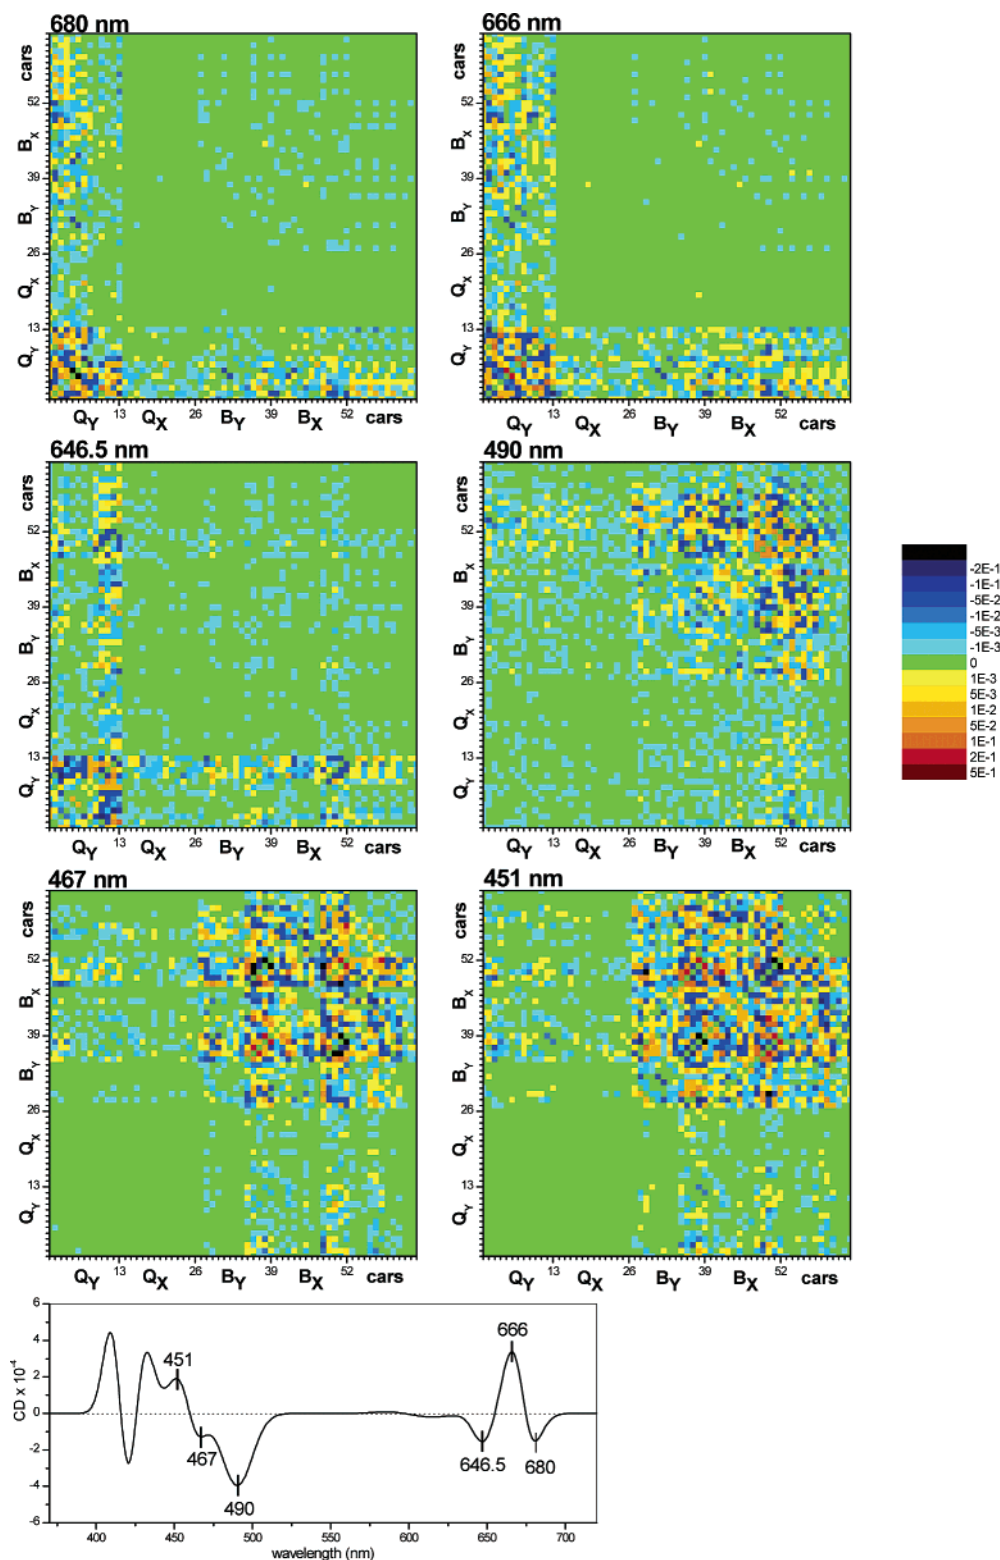 680 nm
666 nm
cars
52
Bx
39
BY
26
Qx
13
QY
QY 13 Qx 26 BY 39 Bx 52 cars
cars
52
Bx
39
BY
26
Qx
13
QY
QY 13 Qx 26 BY 39 Bx 52 cars
646.5 nm
490 nm
cars
52
Bx
39
BY
26
Qx
13
QY
QY 13 Qx 26 BY 39 Bx 52 cars
cars
52
Bx
39
BY
26
Qx
13
QY
QY 13 Qx 26 BY 39 Bx 52 cars
-2E-1
-1E-1
-5E-2
-1E-2
-5E-3
-1E-3
0
1E-3
5E-3
1E-2
5E-2
1E-1
2E-1
5E-1
467 nm
451 nm
cars
52
Bx
39
BY
26
Qx
13
QY
QY 13 Qx 26 BY 39 Bx 52 cars
cars
52
Bx
39
BY
26
Qx
13
QY
QY 13 Qx 26 BY 39 Bx 52 cars
CD x 10⁻⁴
6
4
2
0
-2
-4
-6
451
467
490
666
646.5
680
400 450 500 550 600 650 700
wavelength (nm)